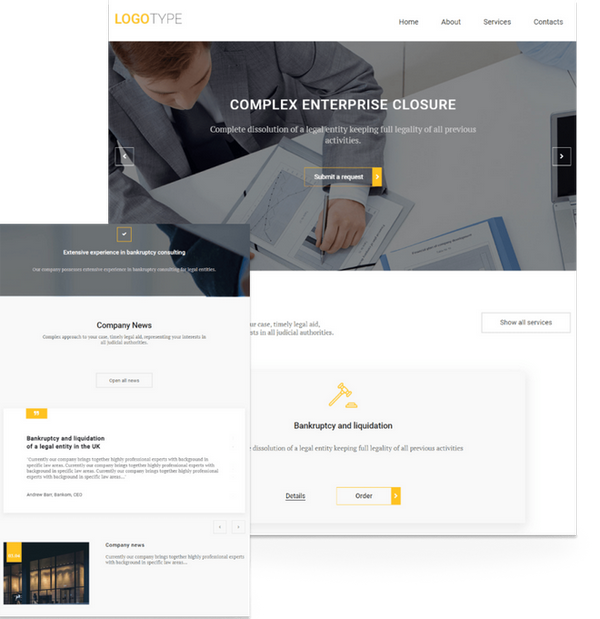 LOGOTYPE
Home About Services Contacts
COMPLEX ENTERPRISE CLOSURE
Complete dissolution of a legal entity keeping full legality of all previous
activities.
Submit a request
Extensive experience in bankruptcy consulting
Our company possesses extensive experience in bankruptcy consulting for legal entities.
Company News
Complex approach to your case, timely legal aid, representing your interests in
all judicial authorities.
Open all news
case, timely legal aid,
in all judicial authorities.
Show all services
Bankruptcy and liquidation
dissolution of a legal entity keeping full legality of all previous activities
Details
Order
Bankruptcy and liquidation
of a legal entity in the UK
"Currently our company brings together highly professional experts with background in
specific law areas. Currently our company brings together highly professional experts with
background in specific law areas. Currently our company brings together highly professional
experts with background in specific law areas...
Andrew Barr, Bankam, CEO
Company news
Currently our company brings together highly professional experts
with background in specific law areas...